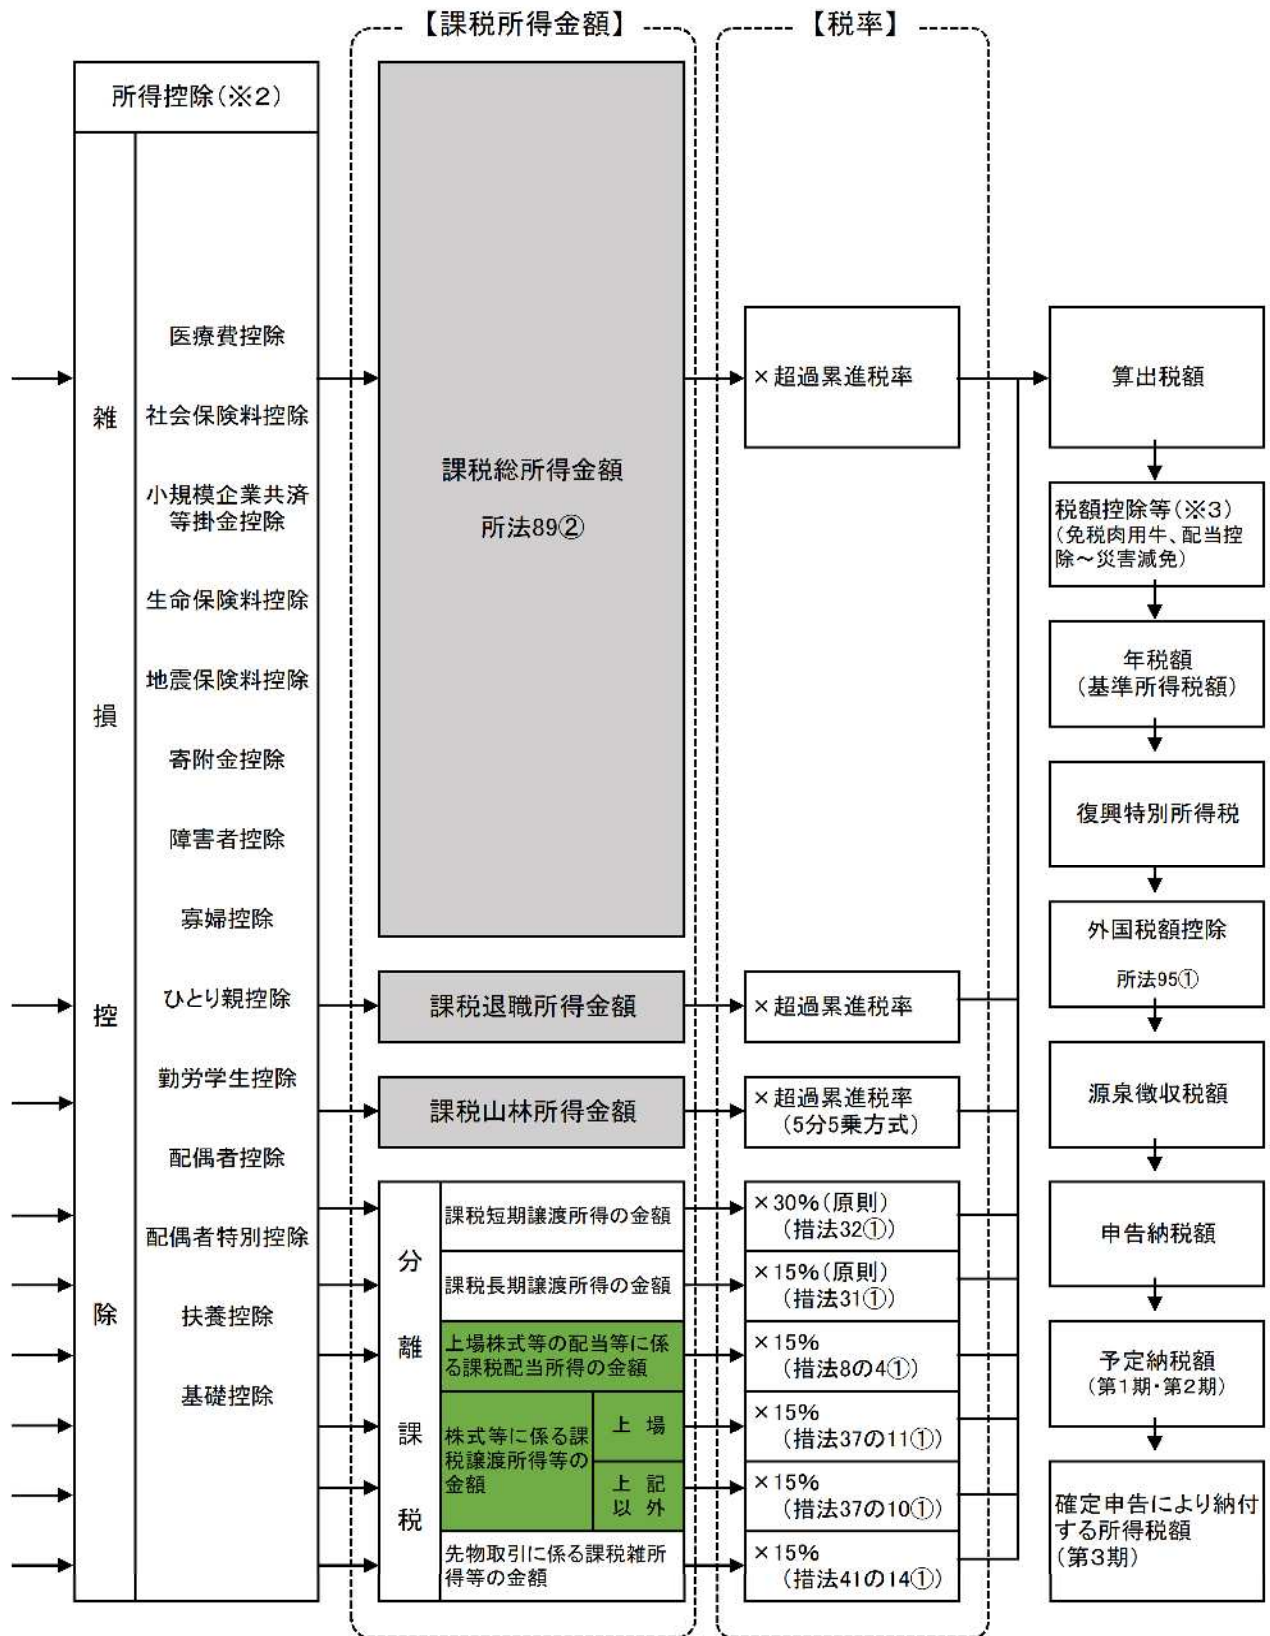 【課税所得金額】
【税率】
所得控除(※2)
雑
損
控
除
医療費控除
社会保険料控除
小規模企業共済
等掛金控除
生命保険料控除
地震保険料控除
寄附金控除
障害者控除
寡婦控除
ひとり親控除
勤労学生控除
配偶者控除
配偶者特別控除
扶養控除
基礎控除
課税総所得金額
所法89②
課税退職所得金額
課税山林所得金額
分
離
課
税
課税短期譲渡所得の金額
課税長期譲渡所得の金額
上場株式等の配当等に係
る課税配当所得の金額
株式等に係る課
税譲渡所得等の
金額
上 場
上 記
以 外
先物取引に係る課税雑所
得等の金額
×超過累進税率
×超過累進税率
×超過累進税率
(5分5乗方式)
×30%(原則)
(措法32①)
×15%(原則)
(措法31①)
×15%
(措法8の4①)
×15%
(措法37の11①)
×15%
(措法37の10①)
×15%
(措法41の14①)
算出税額
税額控除等(※3)
(免税肉用牛、配当控
除～災害減免)
年税額
(基準所得税額)
復興特別所得税
外国税額控除
所法95①
源泉徴収税額
申告納税額
予定納税額
(第1期・第2期)
確定申告により納付
する所得税額
(第3期)